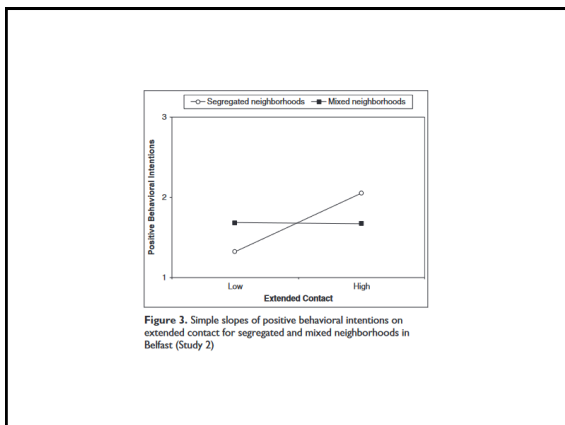 Segregated neighborhoods Mixed neighborhoods
3
2
1
Positive Behavioral Intentions
Low High
Extended Contact
Figure 3. Simple slopes of positive behavioral intentions on
extended contact for segregated and mixed neighborhoods in
Belfast (Study 2)